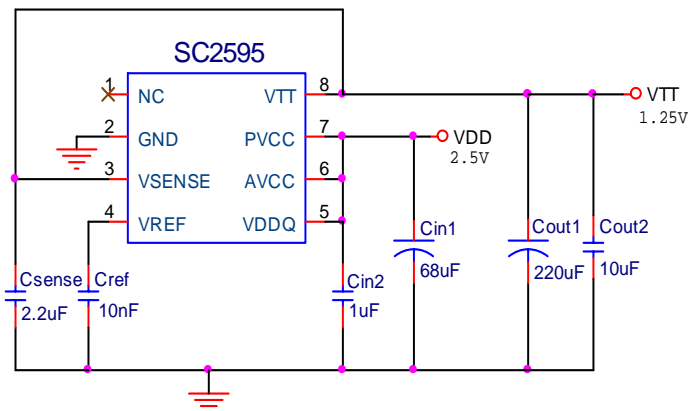 SC2595
1 NC VTT 8 VTT
1.25V
2 GND PVCC 7 VDD
2.5V
3 VSENSE AVCC 6
4 VREF VDDQ 5
Cin1 Cout1 Cout2
68uF 220uF 10uF
Csense Cref Cin2
2.2uF 10nF 1uF